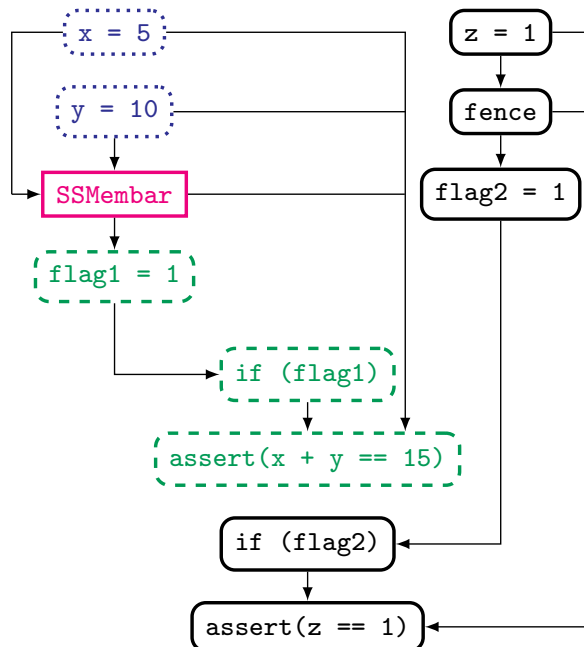 x = 5
z = 1
y = 10
fence
SSMembar
flag2 = 1
flag1 = 1
if (flag1)
assert(x + y == 15)
if (flag2)
assert(z == 1)